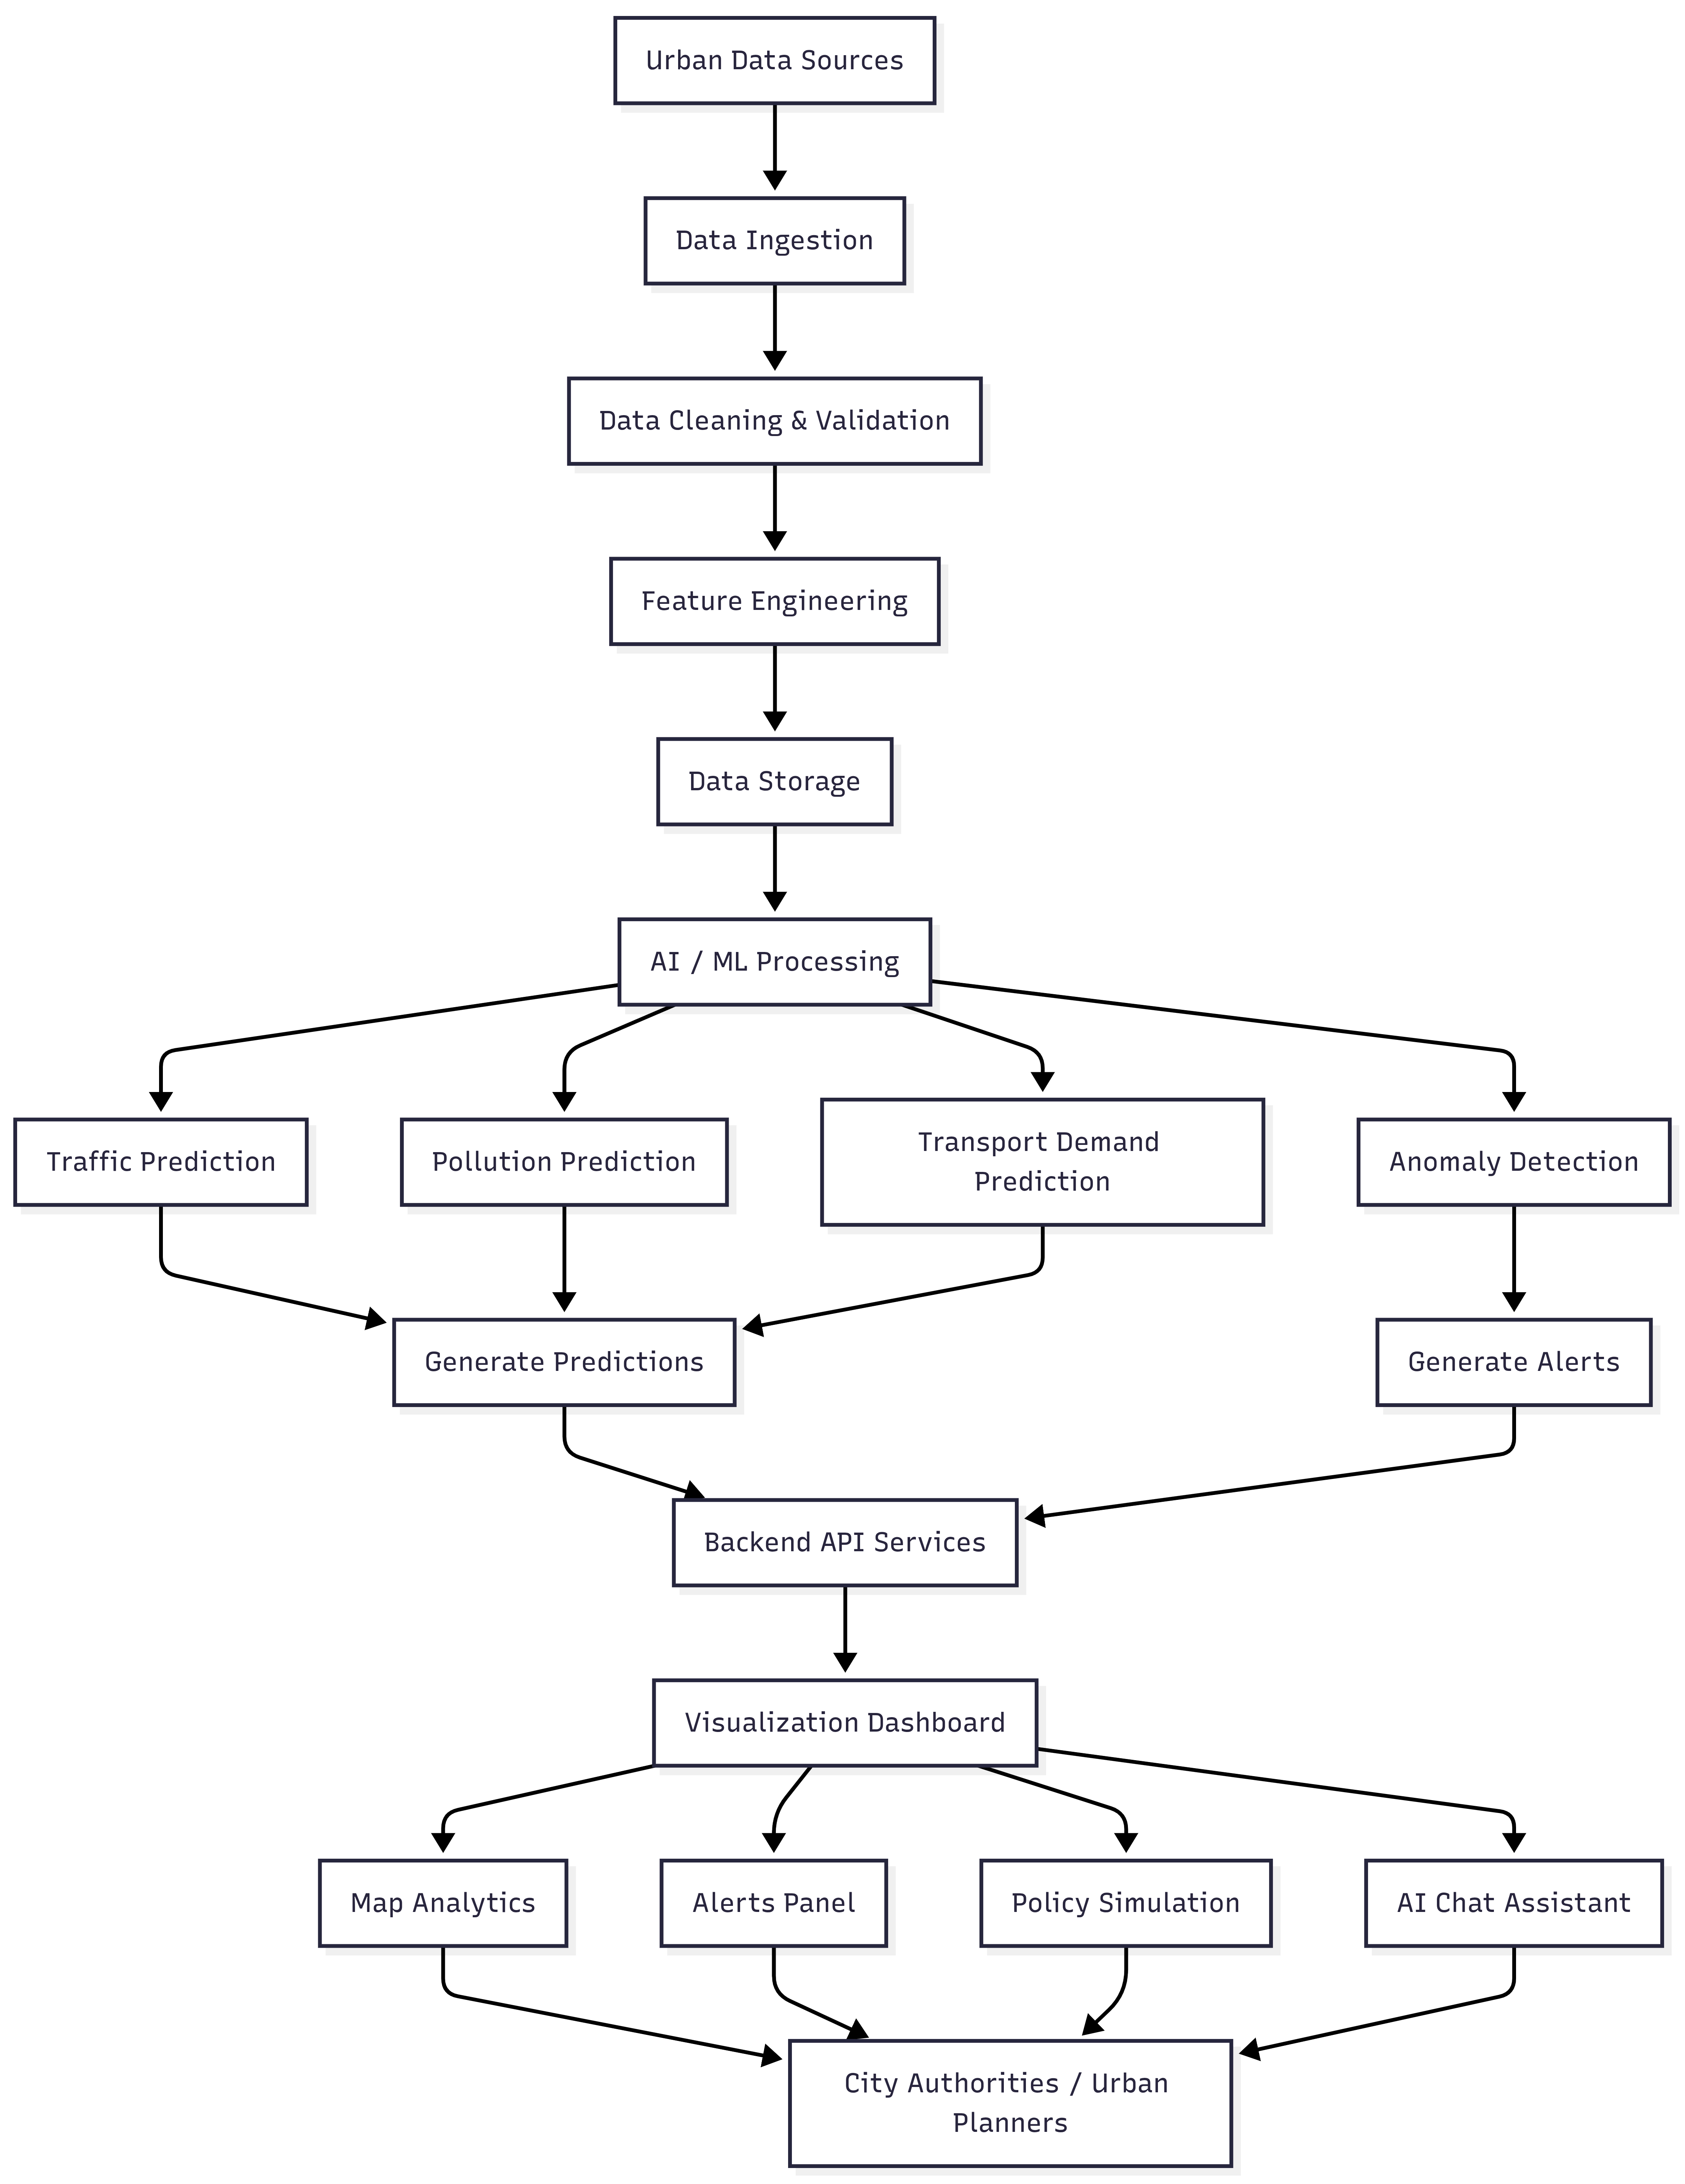 Urban Data Sources
Data Ingestion
Data Cleaning & Validation
Feature Engineering
Data Storage
AI / ML Processing
Traffic Prediction
Pollution Prediction
Transport Demand
Prediction
Anomaly Detection
Generate Predictions
Generate Alerts
Backend API Services
Visualization Dashboard
Map Analytics
Alerts Panel
Policy Simulation
AI Chat Assistant
City Authorities / Urban
Planners